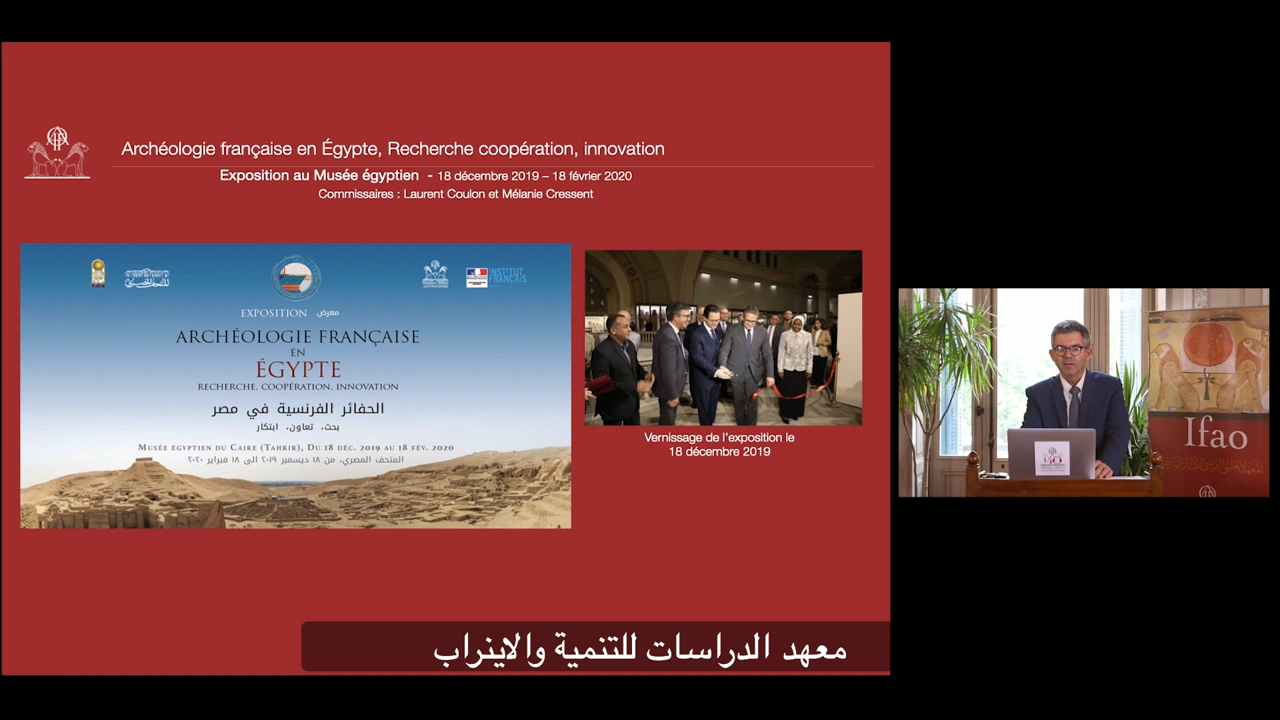 Archéologie française en Égypte, Recherche coopération, innovation
Exposition au Musée égyptien - 18 décembre 2019 – 18 février 2020
Commissaires : Laurent Coulon et Mélanie Cressent
INSTITUT
FRANÇAIS
EXPOSITION معرض
ARCHÉOLOGIE FRANÇAISE
EN
ÉGYPTE
RECHERCHE, COOPÉRATION, INNOVATION
الحفائر الفرنسية في مصر
بحث، تعاون، ابتكار
MUSÉE ÉGYPTIEN DU CAIRE (TAHRIR), DU 18 DÉC. 2019 AU 18 FÉV. 2020
المتحف المصري، من ١٨ ديسمبر ٢٠١٩ الى ١٨ فبراير ٢٠٢٠
Vernissage de l'exposition le
18 décembre 2019
Ifao
معهد الدراسات للتنمية والاينراب